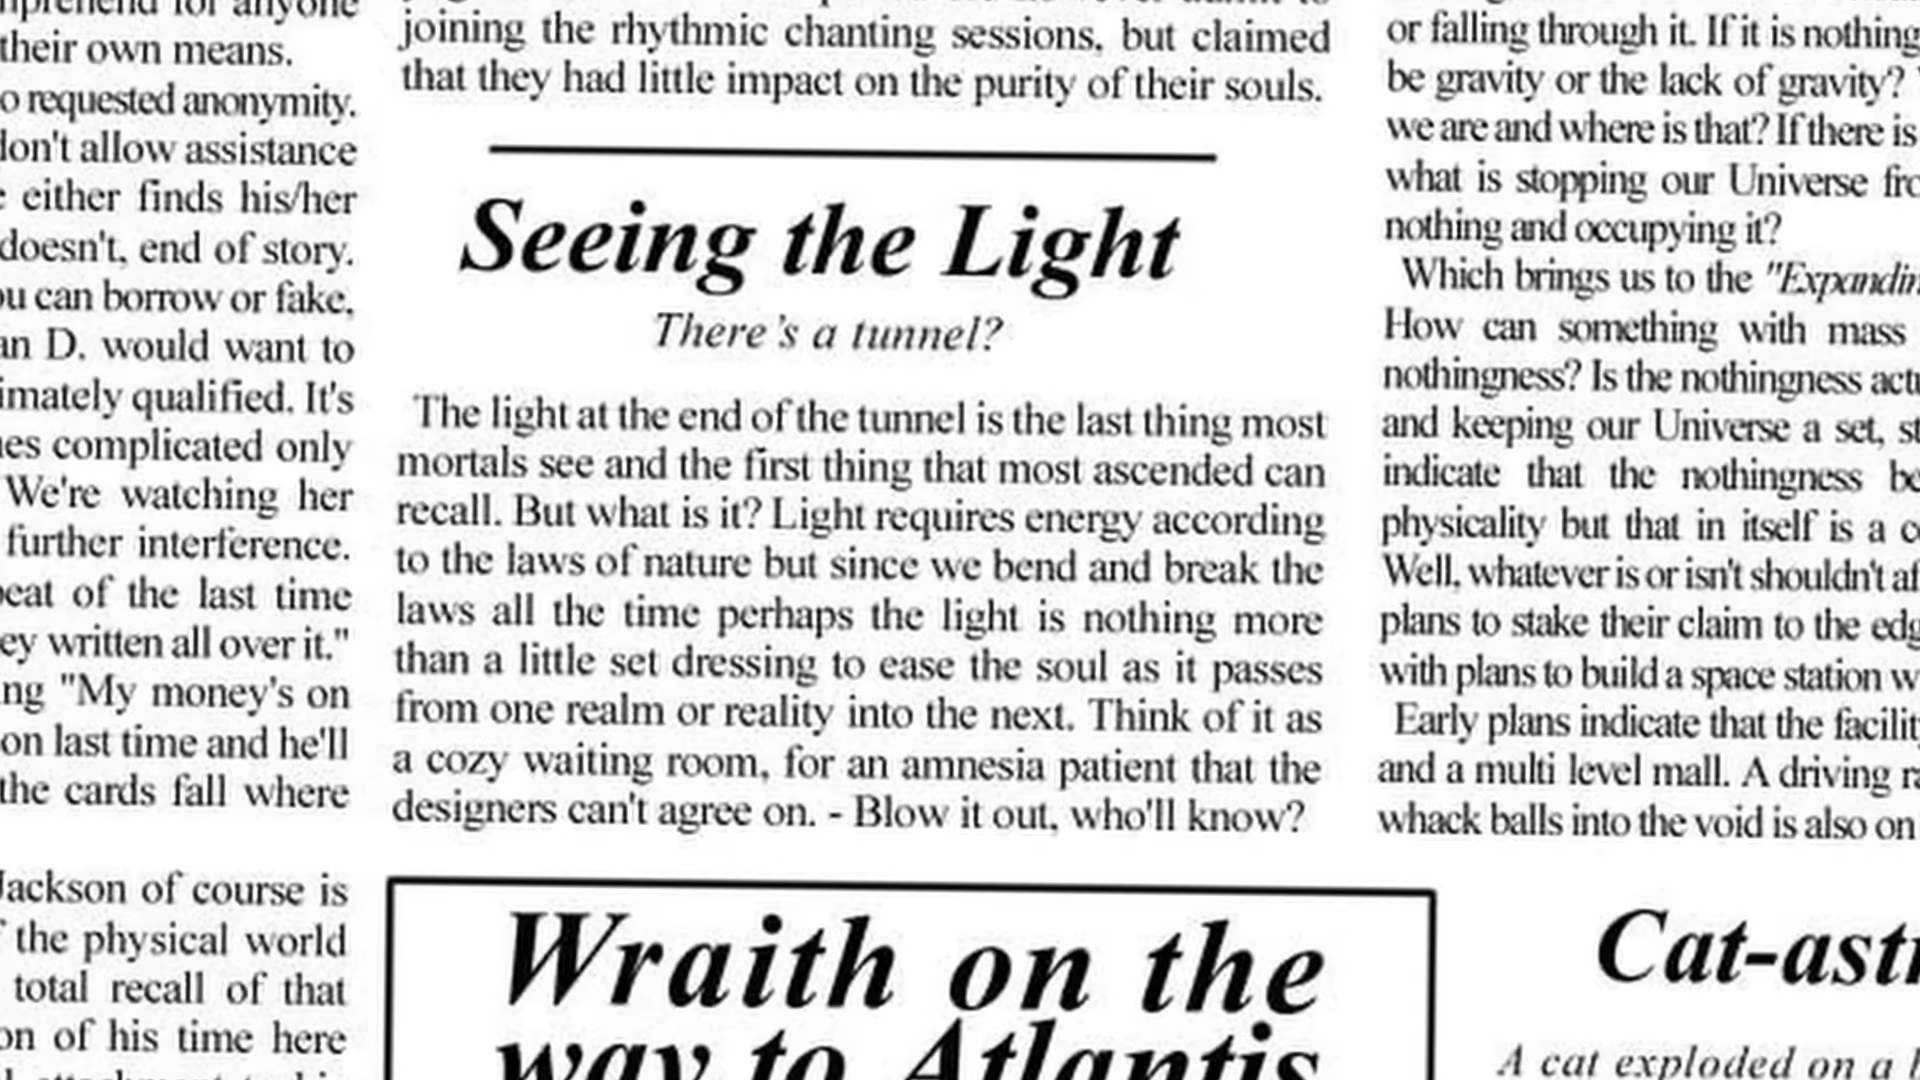 for anyone
their own means.
requested anonymity.
don't allow assistance
either finds his/her
doesn't, end of story.
can borrow or fake,
D. would want to
qualified. It's
complicated only
We're watching her
further interference.
of the last time
written all over it."
"My money's on
on last time and he'll
the cards fall where
Jackson of course is
the physical world
total recall of that
of his time here
joining the rhythmic chanting sessions, but claimed
that they had little impact on the purity of their souls.
Seeing the Light
There's a tunnel?
The light at the end of the tunnel is the last thing most
mortals see and the first thing that most ascended can
recall. But what is it? Light requires energy according
to the laws of nature but since we bend and break the
laws all the time perhaps the light is nothing more
than a little set dressing to ease the soul as it passes
from one realm or reality into the next. Think of it as
a cozy waiting room, for an amnesia patient that the
designers can't agree on. - Blow it out, who'll know?
Wraith on the
way to Atlantis
or falling through it. If it is nothing
be gravity or the lack of gravity?
we are and where is that? If there is
what is stopping our Universe
nothing and occupying it?
Which brings us to the
How can something with mass
nothingness? Is the nothingness
and keeping our Universe a set,
indicate that the nothingness
physicality but that in itself is a
Well, whatever is or isn't shouldn't
plans to stake their claim to the
with plans to build a space station
Early plans indicate that the
and a multi level mall. A driving
whack balls into the void is also on
A cat exploded on a